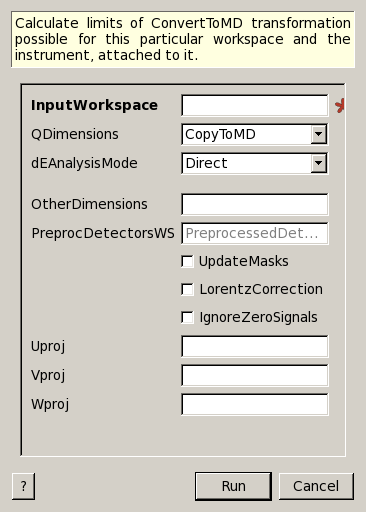 Calculate limits of ConvertToMD transformation
possible for this particular workspace and the
instrument, attached to it.
InputWorkspace
QDimensions CopyToMD
dEAnalysisMode Direct
OtherDimensions
PreprocDetectorsWS PreprocessedDet...
UpdateMasks
LorentzCorrection
IgnoreZeroSignals
Uproj
Vproj
Wproj
? Run Cancel